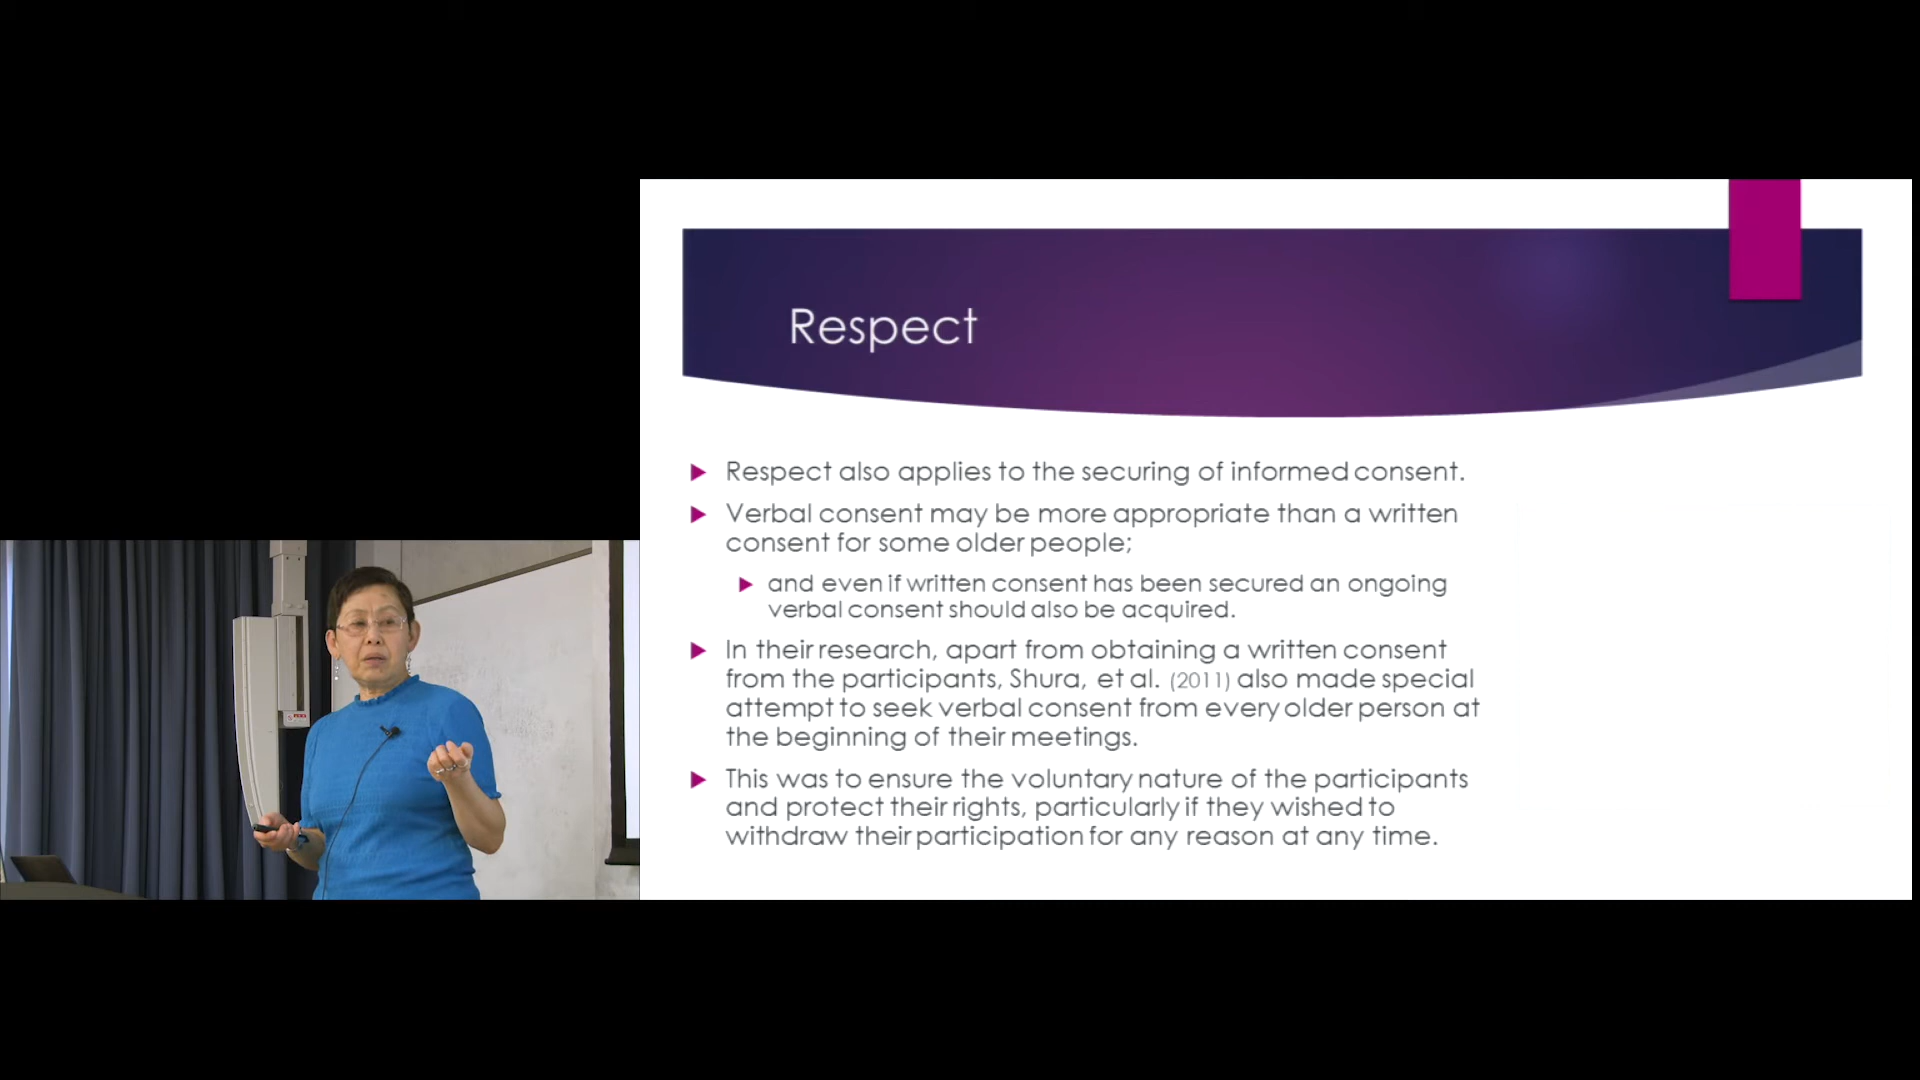 Respect
Respect also applies to the securing of informed consent.
Verbal consent may be more appropriate than a written
consent for some older people;
and even if written consent has been secured an ongoing
verbal consent should also be acquired.
In their research, apart from obtaining a written consent
from the participants, Shura, et al. (2011) also made special
attempt to seek verbal consent from every older person at
the beginning of their meetings.
This was to ensure the voluntary nature of the participants
and protect their rights, particularly if they wished to
withdraw their participation for any reason at any time.